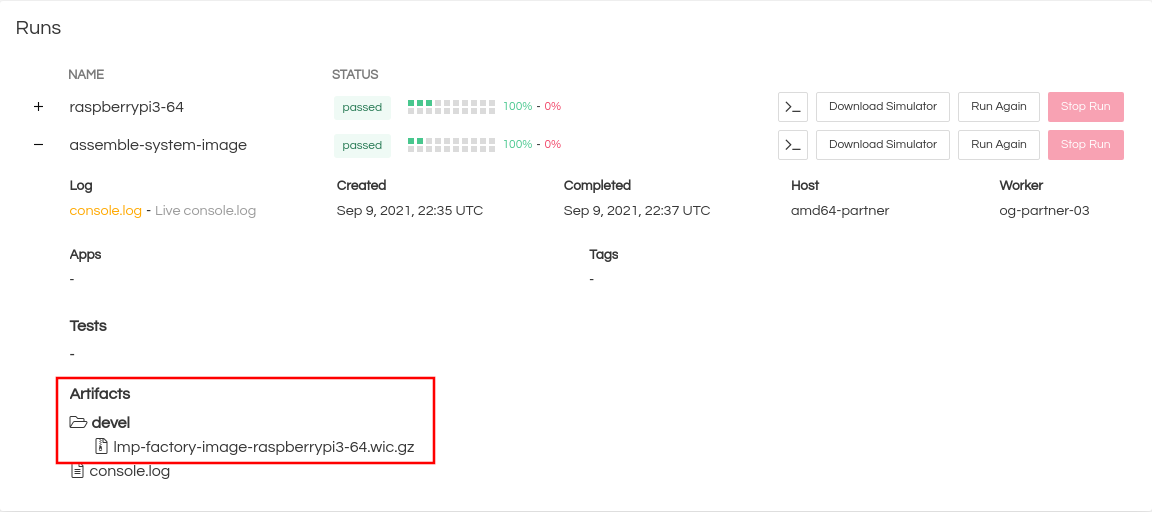 Runs
NAME STATUS
+ raspberrypi3-64 passed 100% - 0% >_ Download Simulator Run Again Stop Run
− assemble-system-image passed 100% - 0% >_ Download Simulator Run Again Stop Run
Log Created Completed Host Worker
console.log - Live console.log Sep 9, 2021, 22:35 UTC Sep 9, 2021, 22:37 UTC amd64-partner og-partner-03
Apps Tags
- -
Tests
-
Artifacts
devel
lmp-factory-image-raspberrypi3-64.wic.gz
console.log